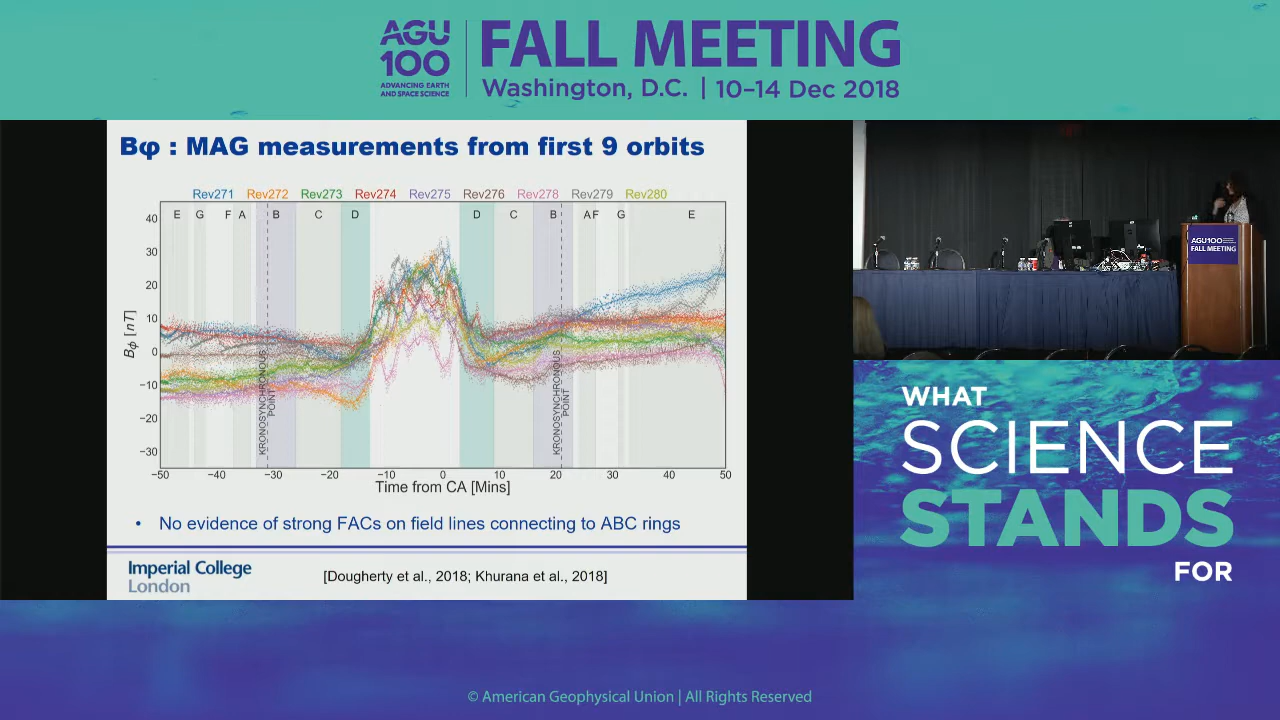 AGU
100
ADVANCING EARTH
AND SPACE SCIENCE
FALL MEETING
Washington, D.C. | 10–14 Dec 2018
Bφ : MAG measurements from first 9 orbits
Rev271 Rev272 Rev273 Rev274 Rev275 Rev276 Rev278 Rev279 Rev280
E G F A B C D D C B A F G E
40
30
20
10
0
−10
−20
−30
Bϕ [nT]
KRONOSYNCHRONOUS
POINT
KRONOSYNCHRONOUS
POINT
−50 −40 −30 −20 −10 0 10 20 30 40 50
Time from CA [Mins]
• No evidence of strong FACs on field lines connecting to ABC rings
Imperial College
London
[Dougherty et al., 2018; Khurana et al., 2018]
AGU100
FALL MEETING
WHAT
SCIENCE
STANDS
FOR
© American Geophysical Union | All Rights Reserved